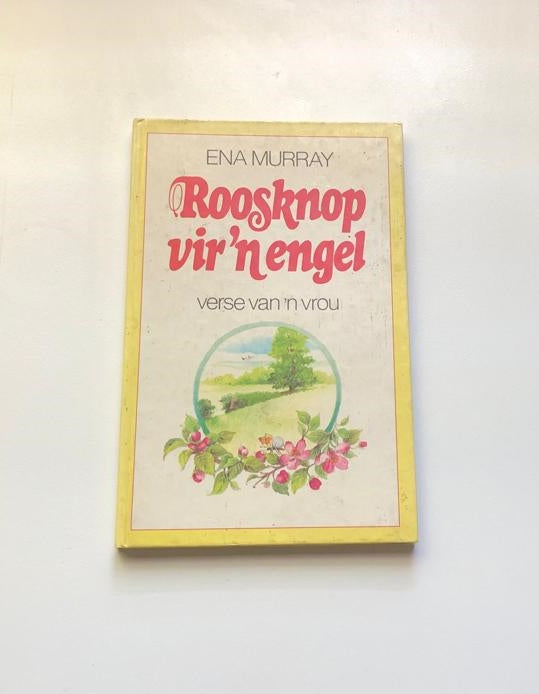 ENA MURRAY
Roosknop
vir 'n engel
verse van 'n vrou